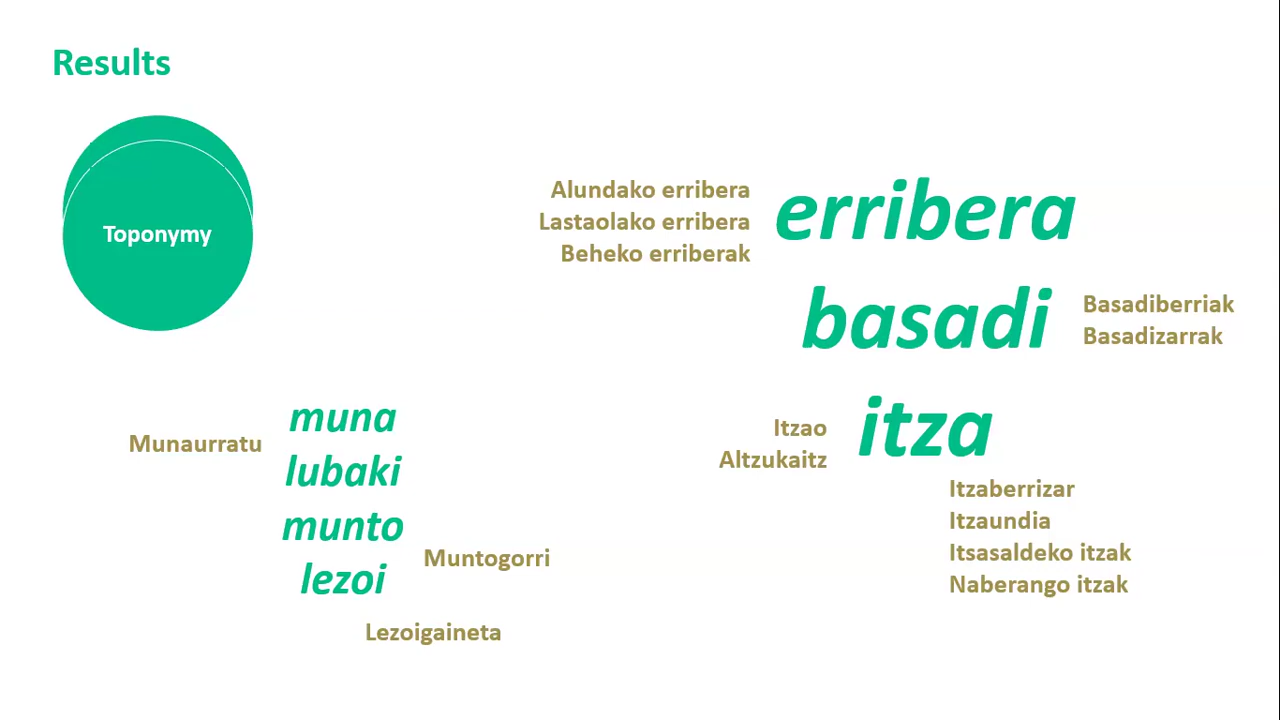 Results
Toponymy
Alundako erribera
Lastaolako erribera
Beheko erriberak
erribera
basadi
Basadiberriak
Basadizarrak
itza
Itzao
Altzukaitz
Itzaberrizar
Itzaundia
Itsasaldeko itzak
Naberango itzak
muna
Munaurratu
lubaki
munto
Muntogorri
lezoi
Lezoigaineta